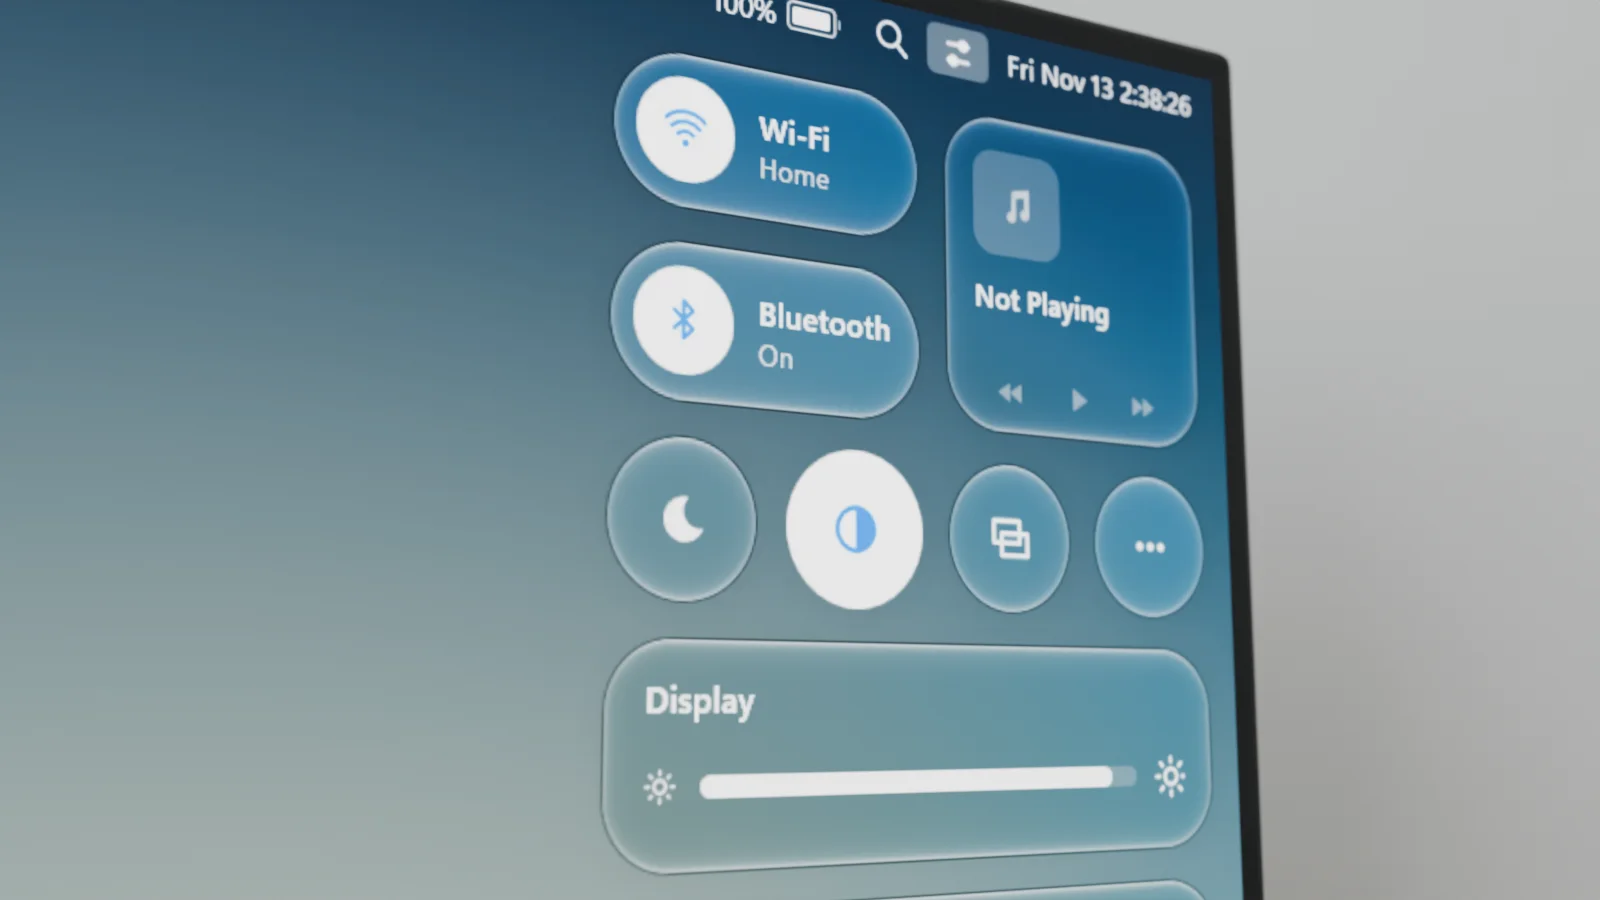 100%
Fri Nov 13 2:38:26
Wi-Fi
Home
Not Playing
Bluetooth
On
Display